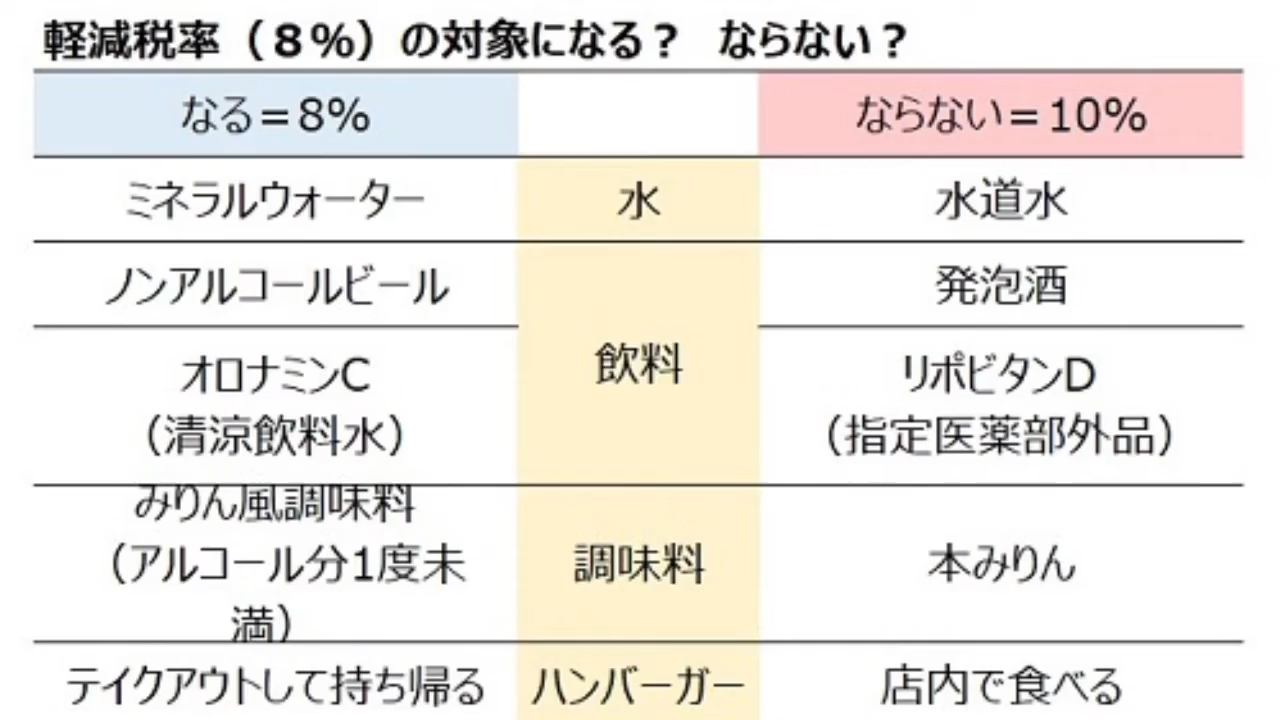 軽減税率（８％）の対象になる？　ならない？
なる＝8%
ならない＝10%
ミネラルウォーター
水
水道水
ノンアルコールビール
飲料
発泡酒
オロナミンC
（清涼飲料水）
リポビタンD
（指定医薬部外品）
みりん風調味料
（アルコール分1度未
満）
調味料
本みりん
テイクアウトして持ち帰る
ハンバーガー
店内で食べる